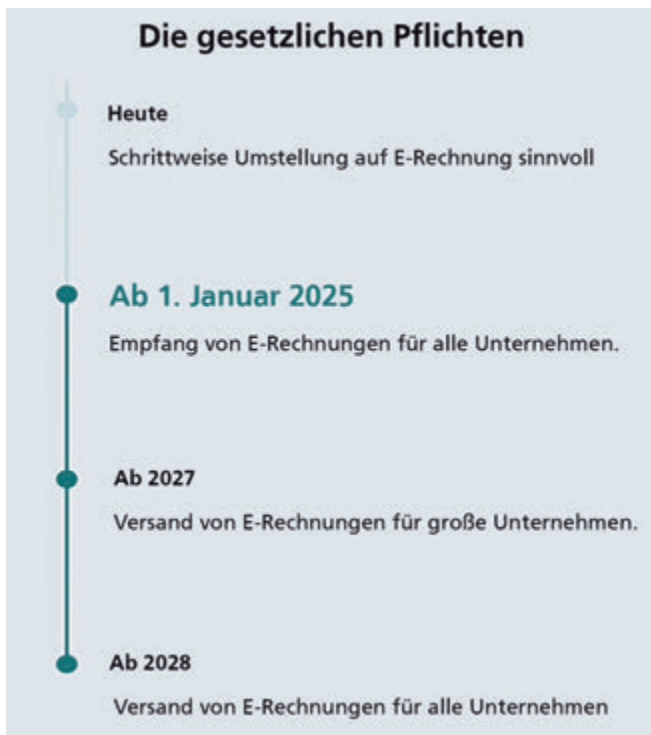 Die gesetzlichen Pflichten
Heute
Schrittweise Umstellung auf E-Rechnung sinnvoll
Ab 1. Januar 2025
Empfang von E-Rechnungen für alle Unternehmen.
Ab 2027
Versand von E-Rechnungen für große Unternehmen.
Ab 2028
Versand von E-Rechnungen für alle Unternehmen